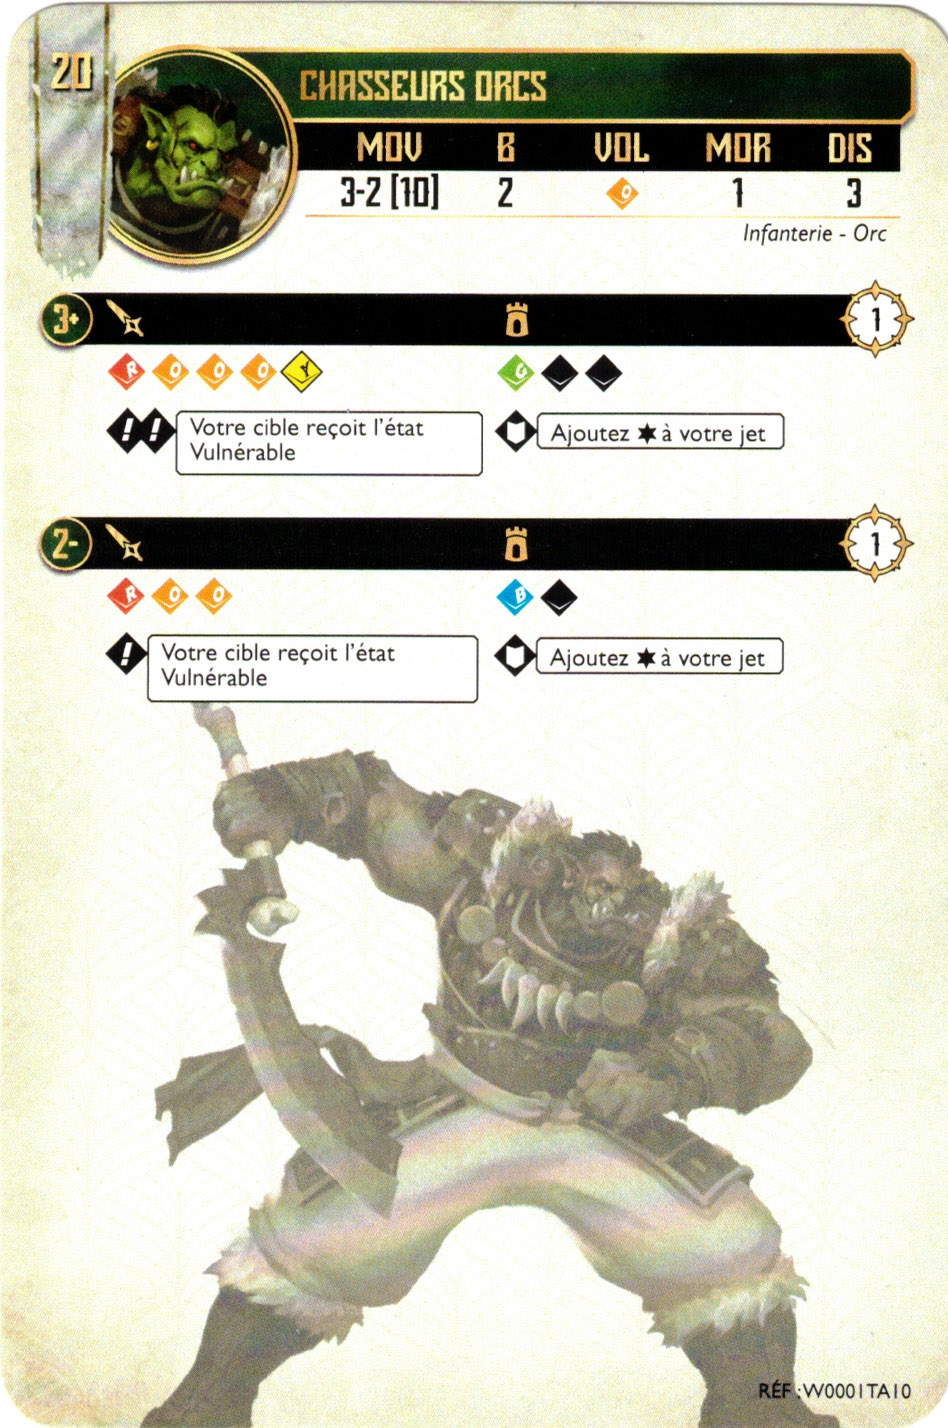 20
CHASSEURS ORCS
MOV B VOL MOR DIS
3-2 [10] 2 O 1 3
Infanterie - Orc
3+ 1
R O O O Y G
! ! Votre cible reçoit l'état
Vulnérable
Ajoutez ✶ à votre jet
2- 1
R O O B
! Votre cible reçoit l'état
Vulnérable
Ajoutez ✶ à votre jet
RÉF :W0001TA10